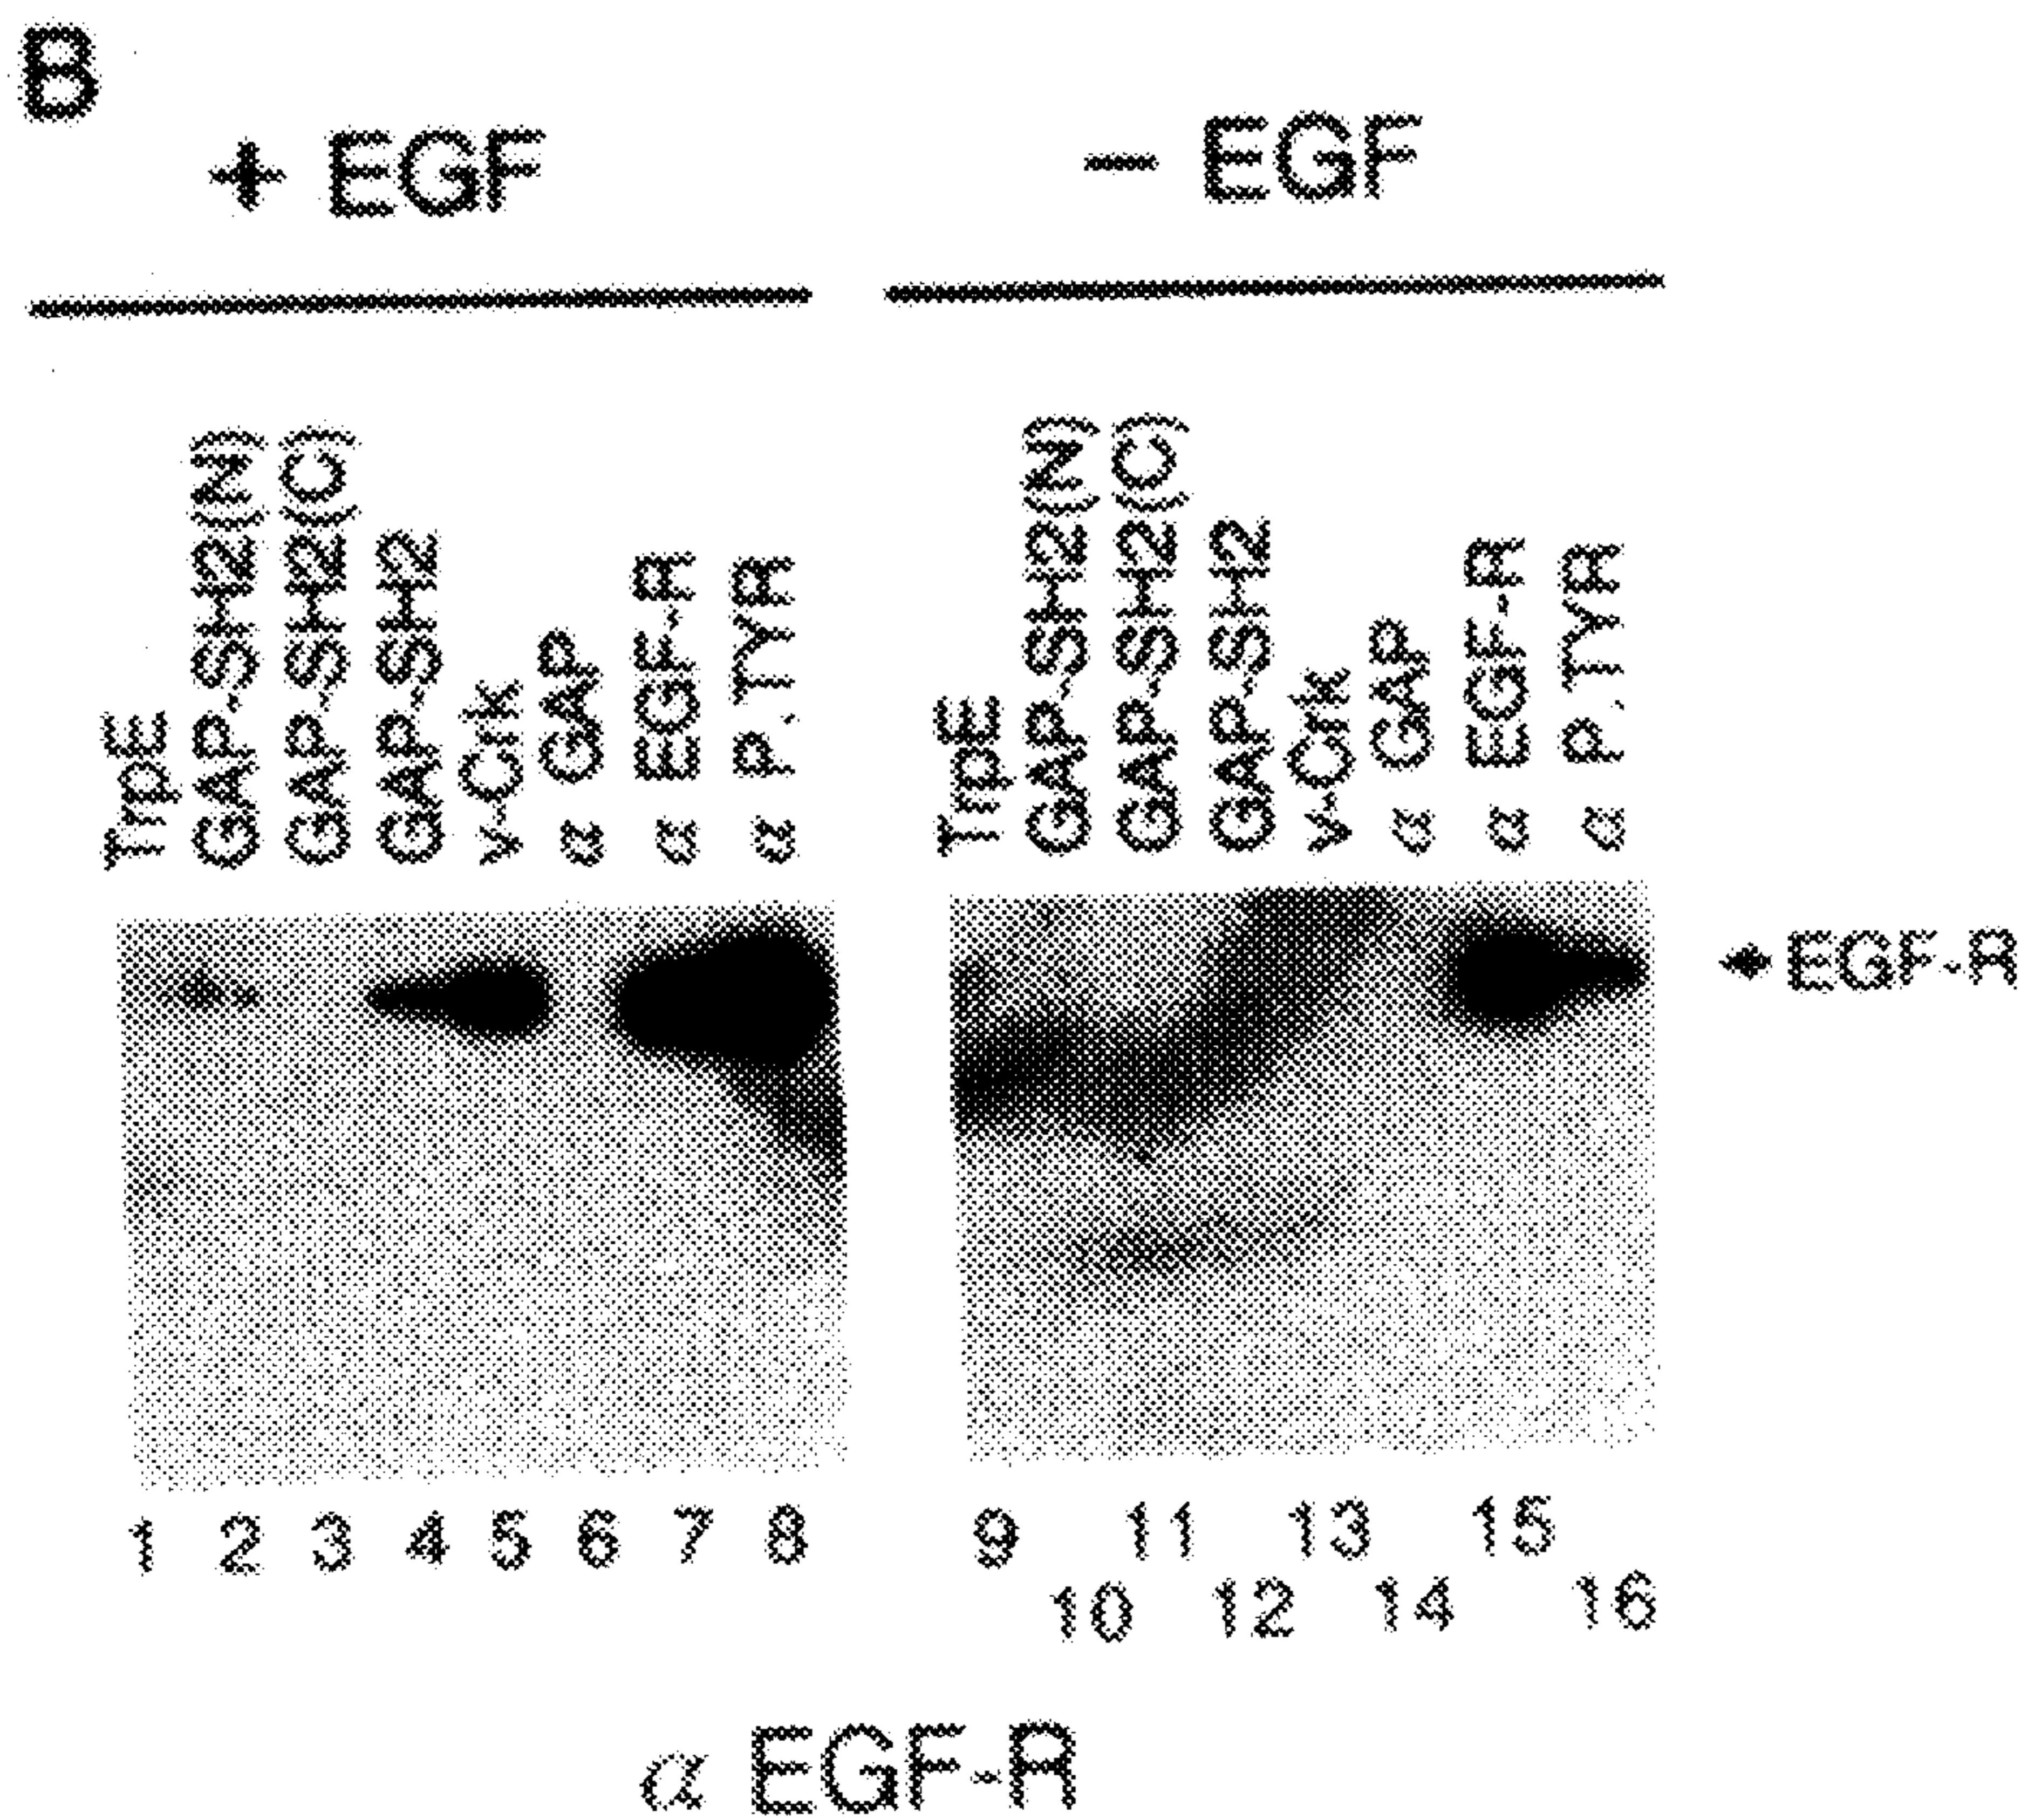 B
+ EGF
− EGF
TrpE
GAP-SH2(N)
GAP-SH2(C)
GAP-SH2
v-Crk
α GAP
α EGF-R
α P.TYR
TrpE
GAP-SH2(N)
GAP-SH2(C)
GAP-SH2
v-Crk
α GAP
α EGF-R
α P.TYR
EGF-R
1 2 3 4 5 6 7 8
9 11 13 15
10 12 14 16
α EGF-R